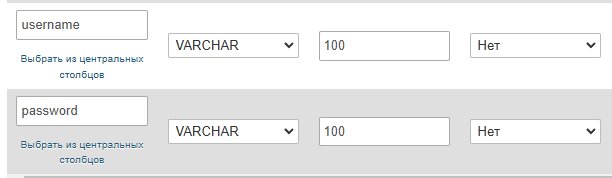 username
VARCHAR 100 Нет
Выбрать из центральных
столбцов
password
VARCHAR 100 Нет
Выбрать из центральных
столбцов